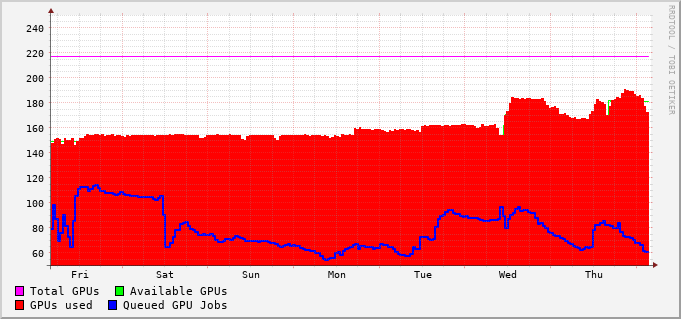 240
220
200
180
160
140
120
100
80
60
Fri Sat Sun Mon Tue Wed Thu
Total GPUs Available GPUs
GPUs used Queued GPU Jobs
RRDTOOL / TOBI OETIKER